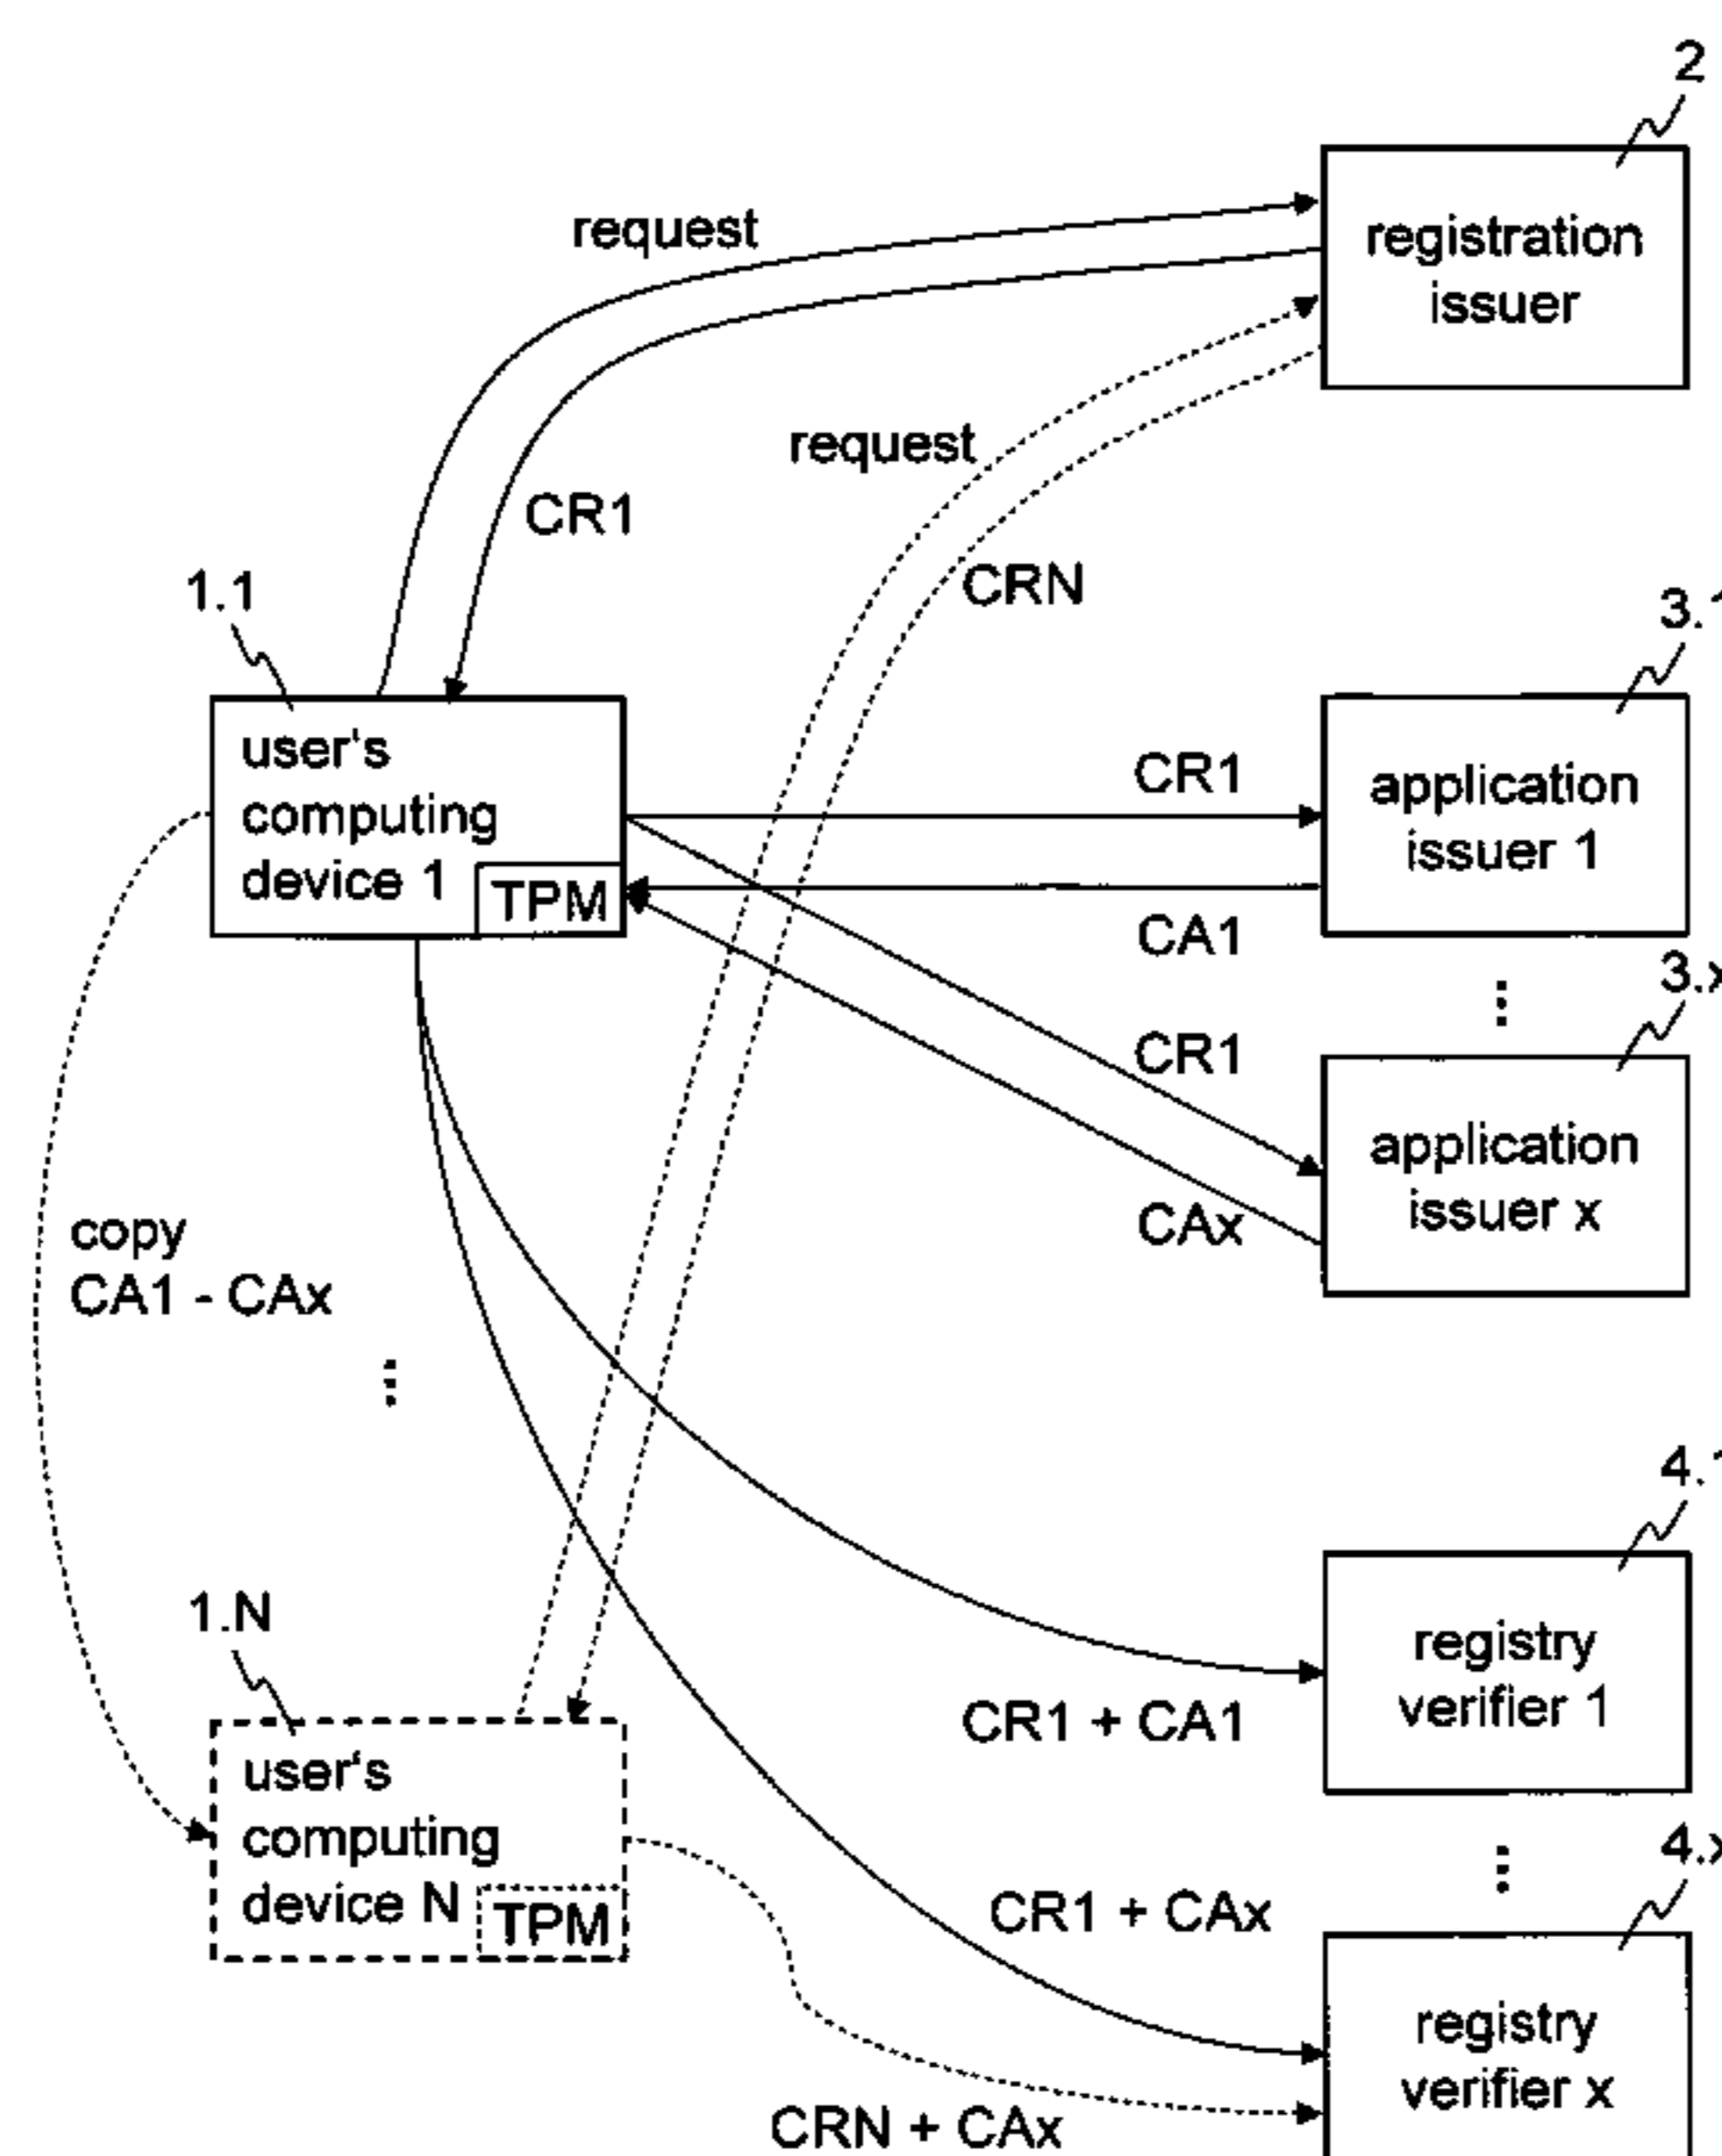 2
request
registration
issuer
request
CR1
CRN
1.1
3.1
user's
computing
device 1
TPM
CR1
application
issuer 1
CA1
3.x
CR1
application
issuer x
CAx
copy
CA1 - CAx
4.1
1.N
registry
verifier 1
CR1 + CA1
user's
computing
device N
TPM
4.x
CR1 + CAx
registry
verifier x
CRN + CAx